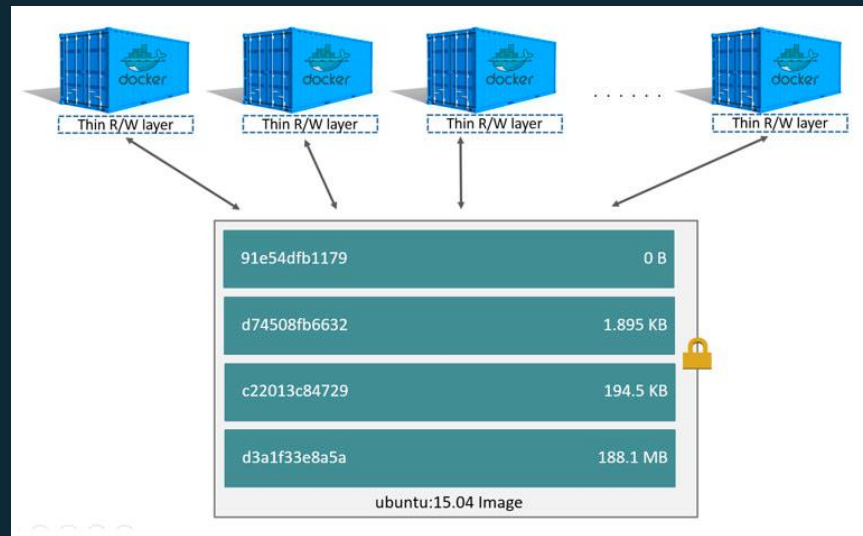 docker docker docker docker
. . . . . .
Thin R/W layer Thin R/W layer Thin R/W layer Thin R/W layer
91e54dfb1179 0 B
d74508fb6632 1.895 KB
c22013c84729 194.5 KB
d3a1f33e8a5a 188.1 MB
ubuntu:15.04 Image